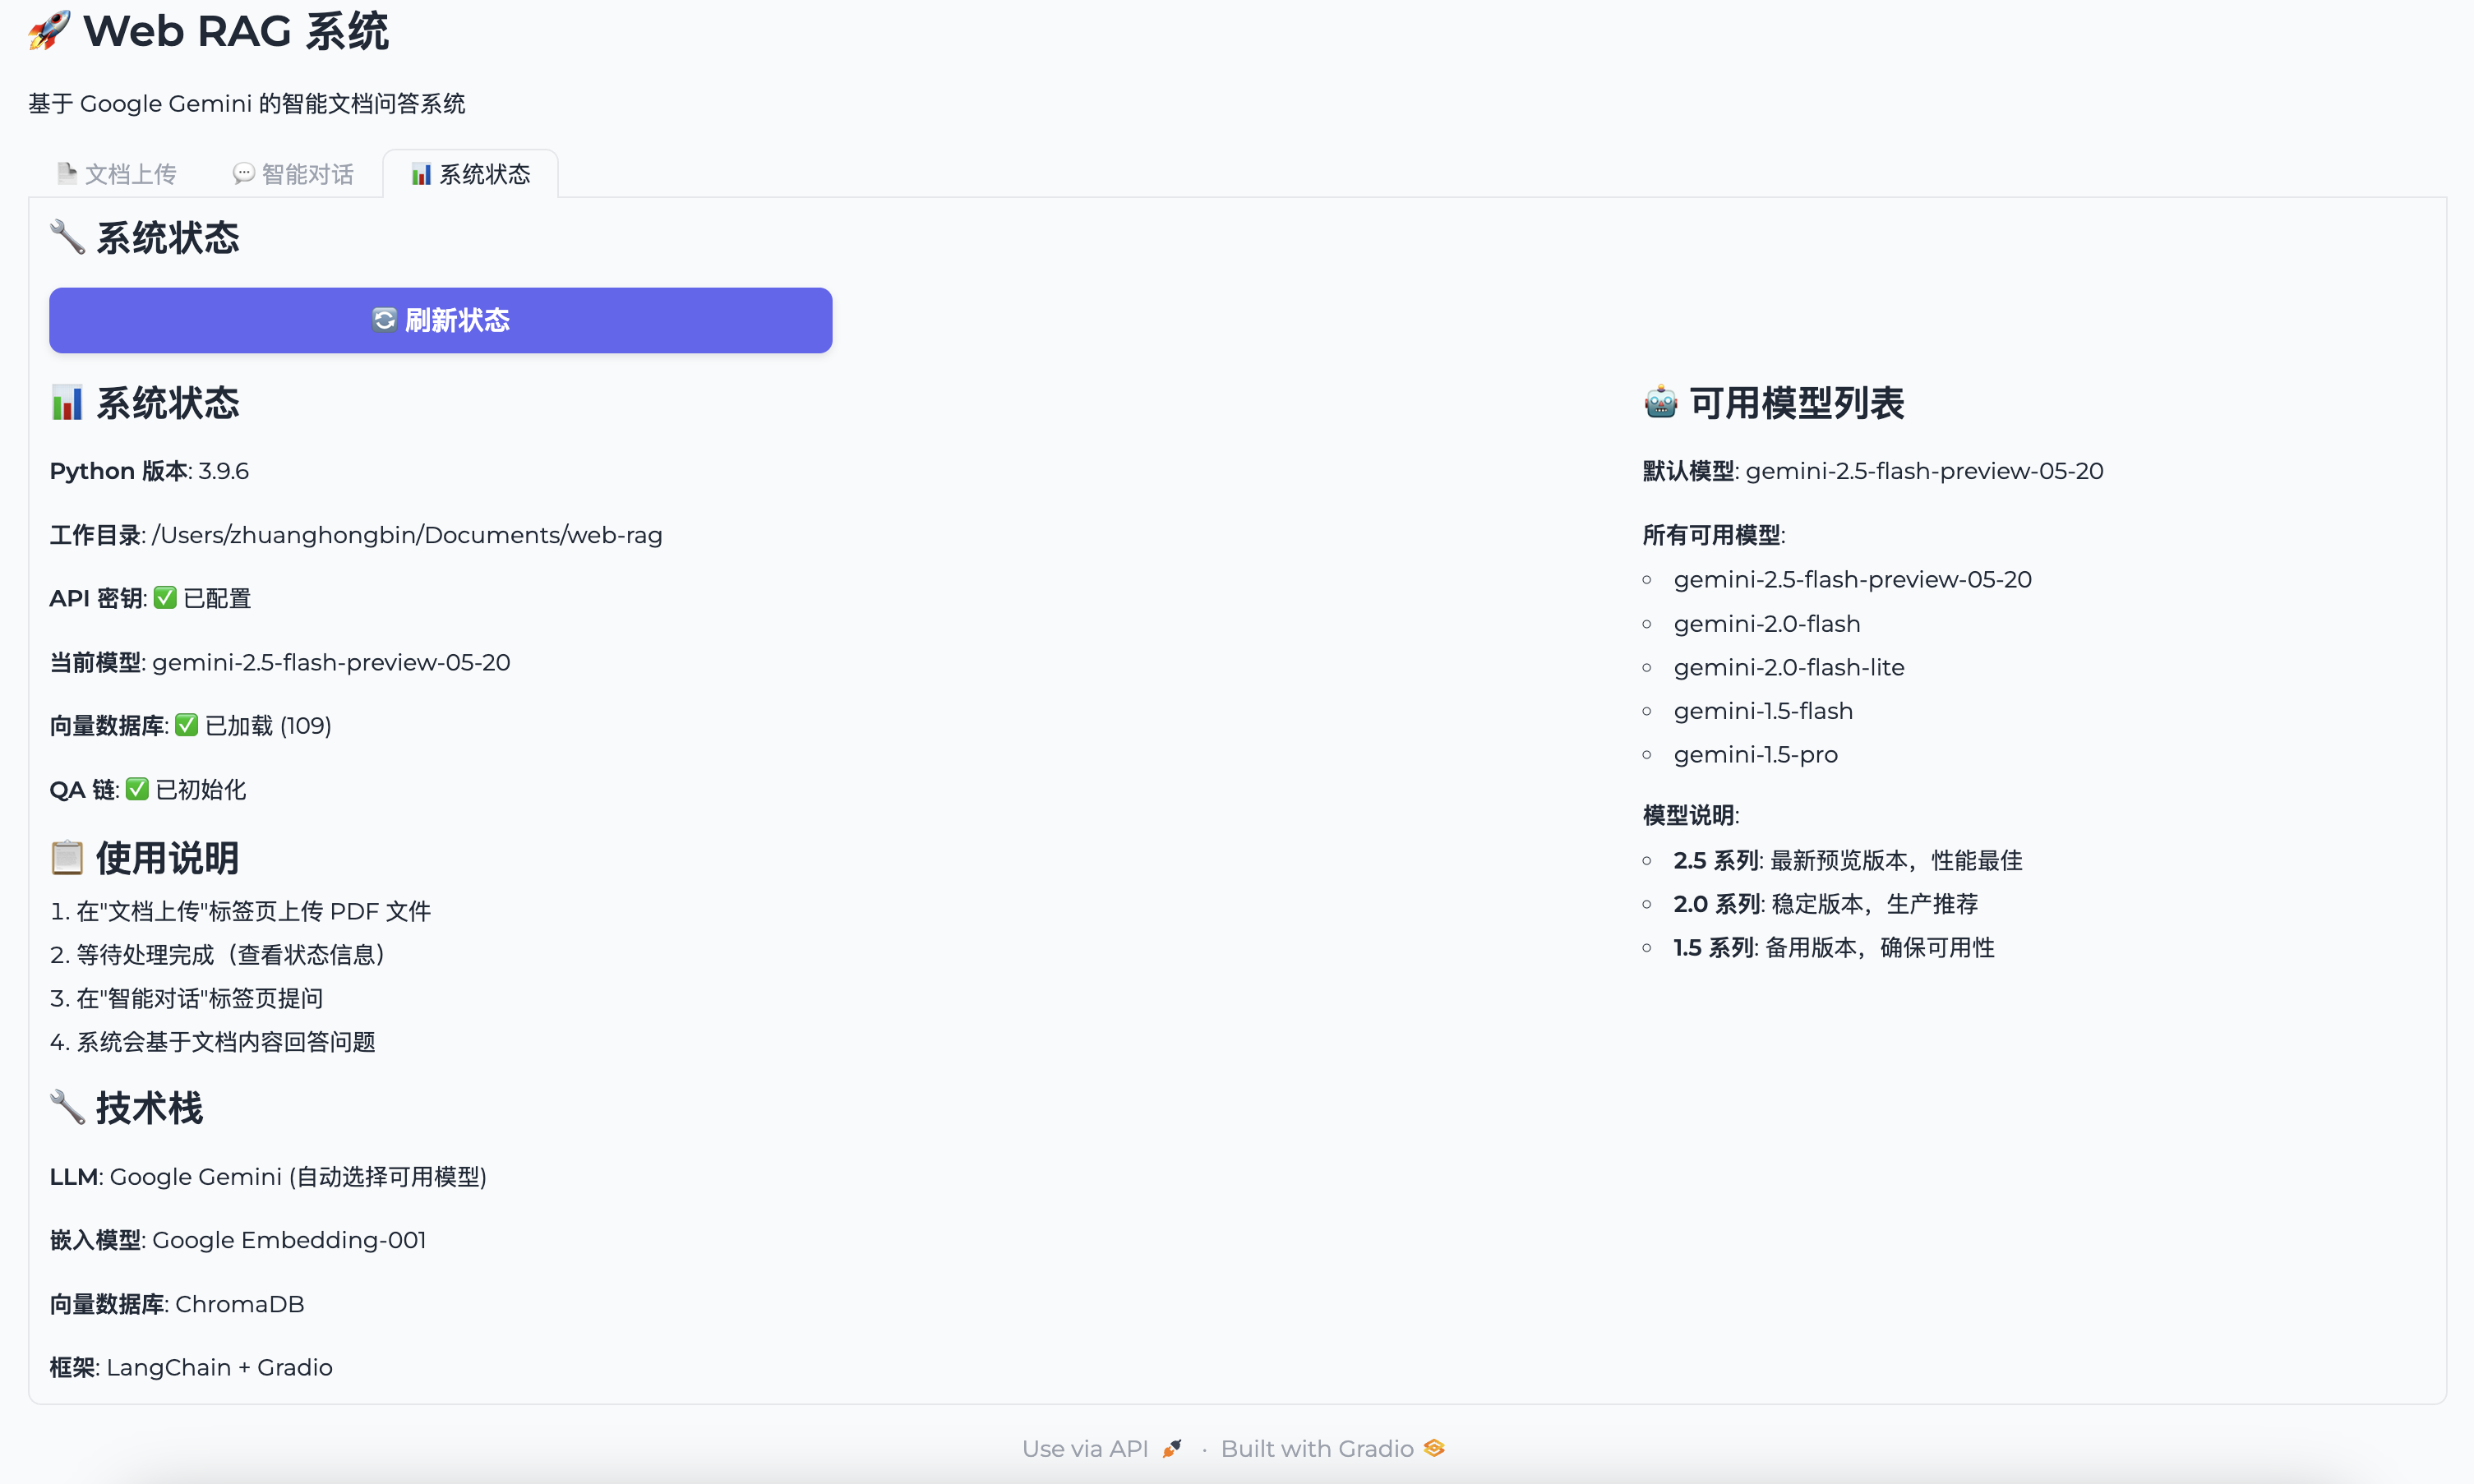 🚀 Web RAG 系统
基于 Google Gemini 的智能文档问答系统
📄 文档上传
💬 智能对话
📊 系统状态
🔧 系统状态
🔄 刷新状态
📊 系统状态
Python 版本: 3.9.6
工作目录: /Users/zhuanghongbin/Documents/web-rag
API 密钥: ✅ 已配置
当前模型: gemini-2.5-flash-preview-05-20
向量数据库: ✅ 已加载 (109)
QA 链: ✅ 已初始化
📋 使用说明
1. 在"文档上传"标签页上传 PDF 文件
2. 等待处理完成（查看状态信息）
3. 在"智能对话"标签页提问
4. 系统会基于文档内容回答问题
🔧 技术栈
LLM: Google Gemini (自动选择可用模型)
嵌入模型: Google Embedding-001
向量数据库: ChromaDB
框架: LangChain + Gradio
🤖 可用模型列表
默认模型: gemini-2.5-flash-preview-05-20
所有可用模型:
gemini-2.5-flash-preview-05-20
gemini-2.0-flash
gemini-2.0-flash-lite
gemini-1.5-flash
gemini-1.5-pro
模型说明:
2.5 系列: 最新预览版本，性能最佳
2.0 系列: 稳定版本，生产推荐
1.5 系列: 备用版本，确保可用性
Use via API · Built with Gradio